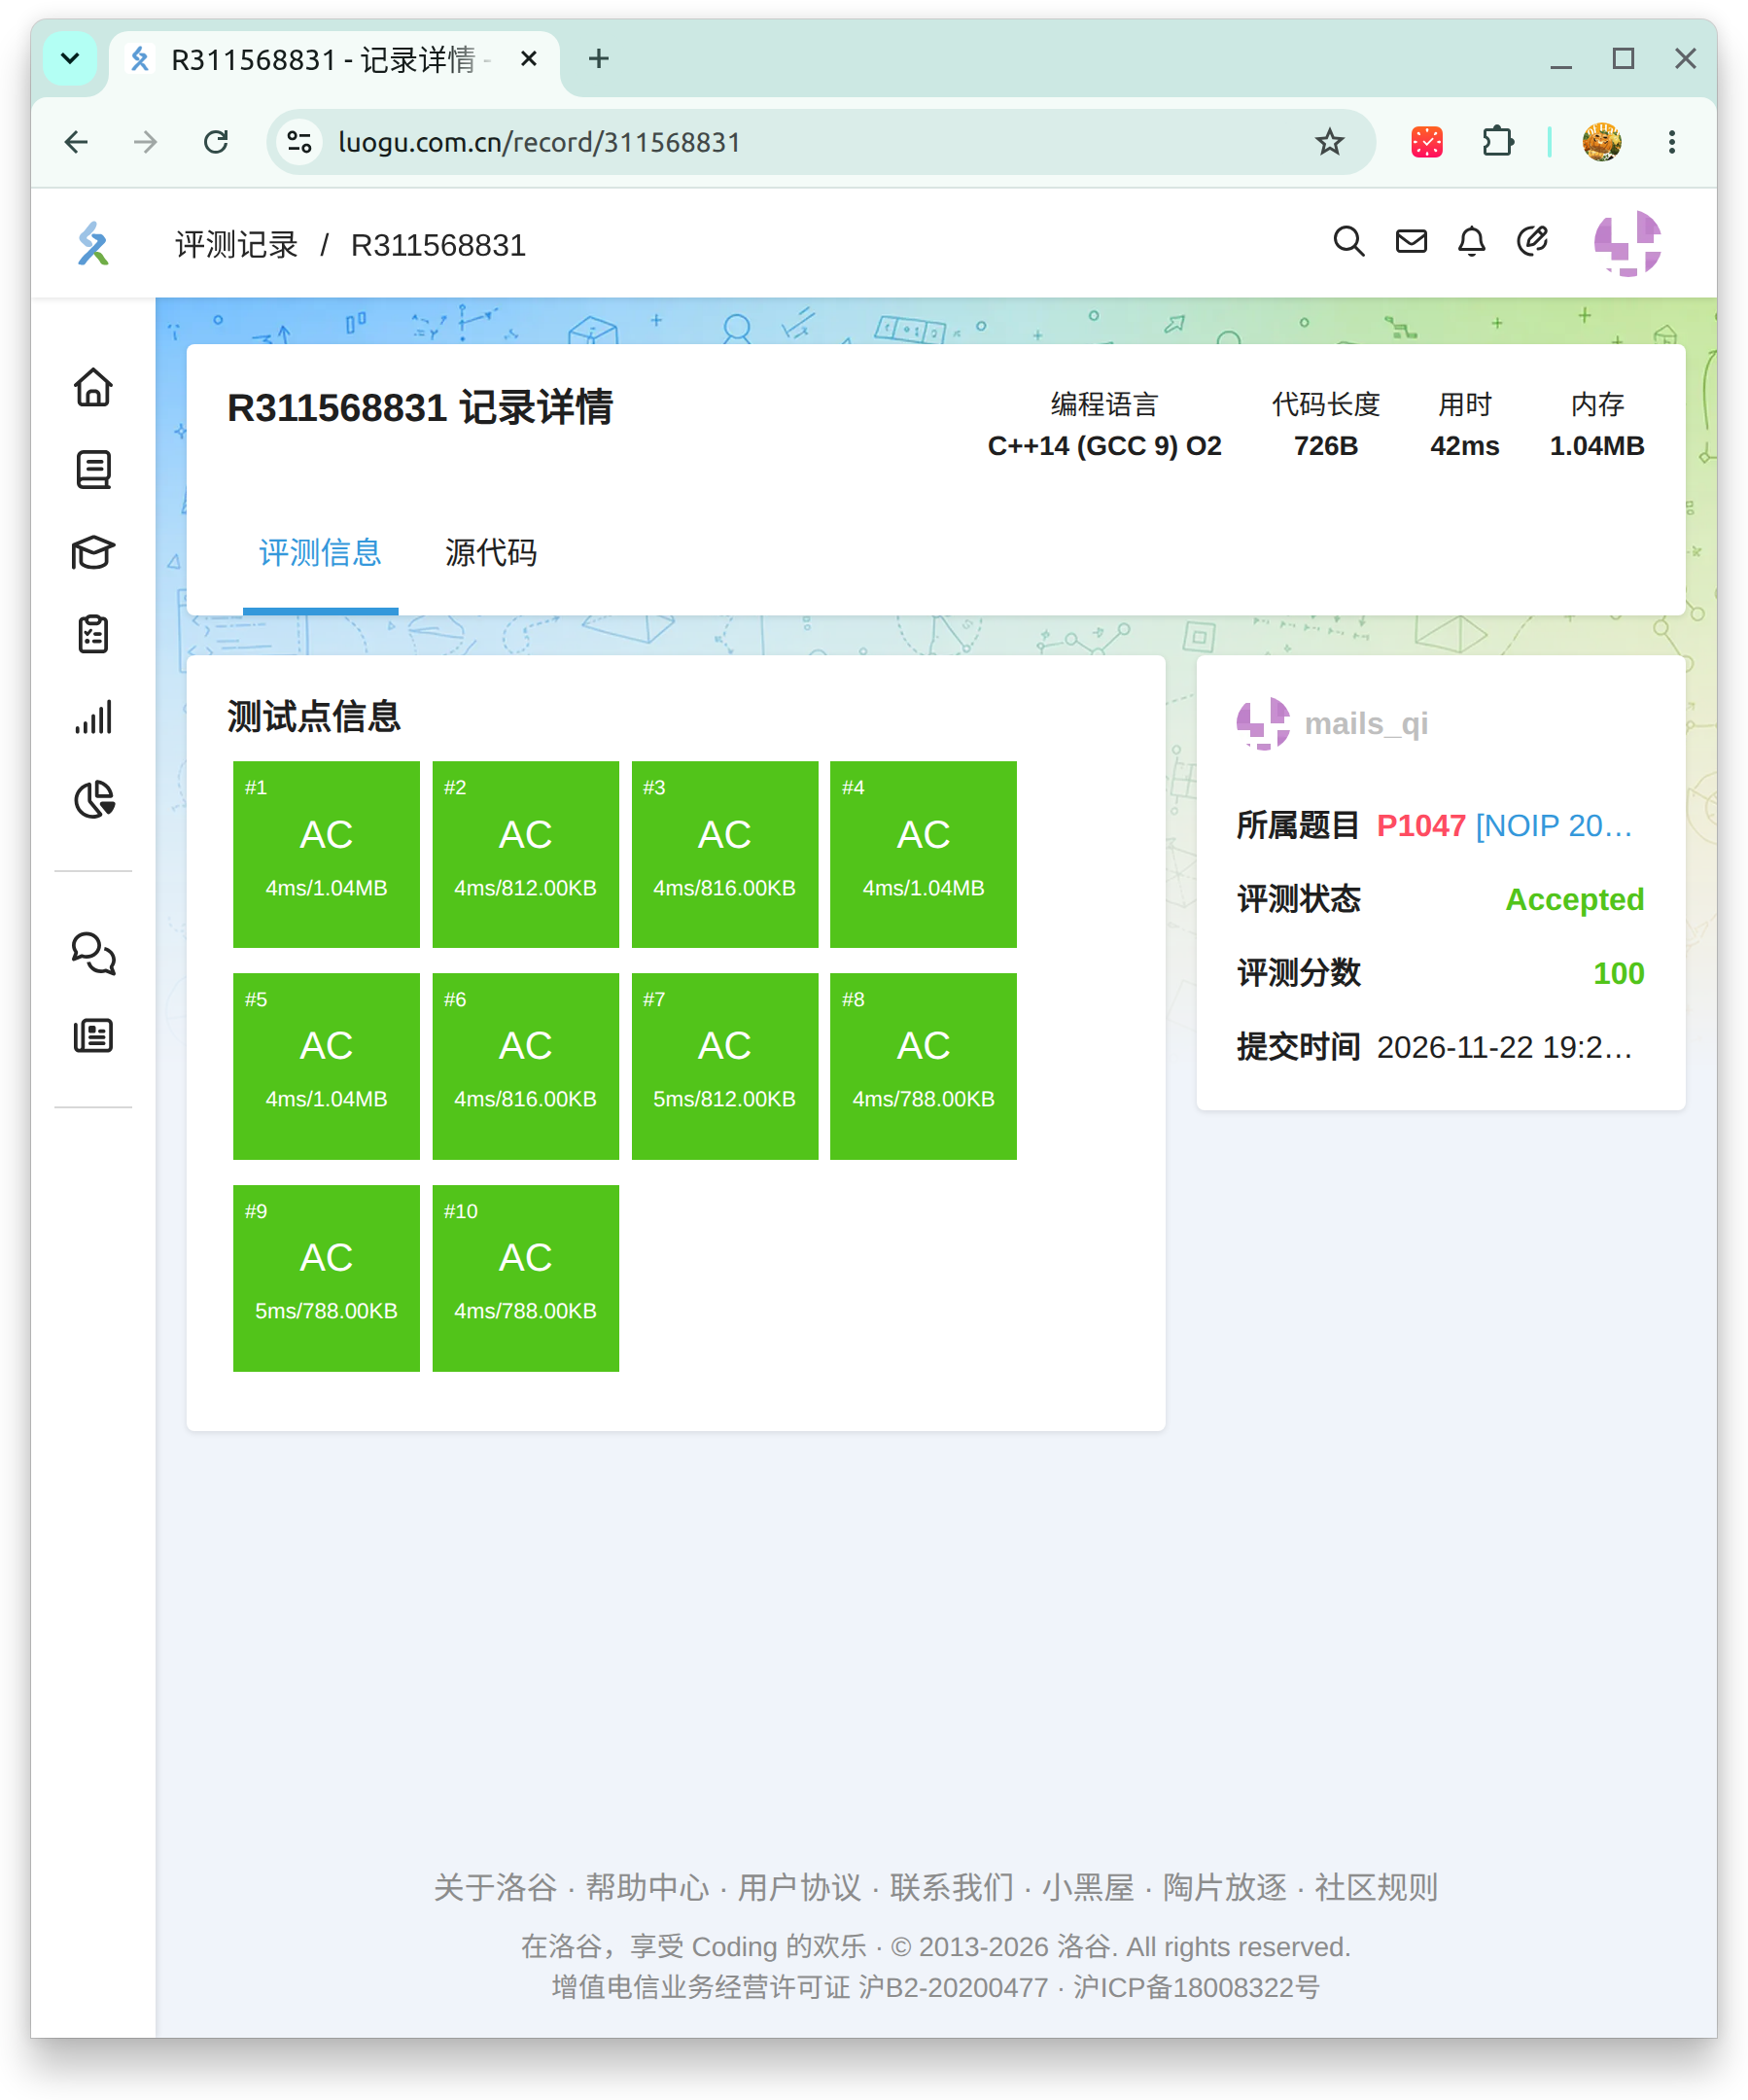 R311568831 - 记录详情 -
luogu.com.cn/record/311568831
评测记录 / R311568831
R311568831 记录详情
编程语言 代码长度 用时 内存
C++14 (GCC 9) O2 726B 42ms 1.04MB
评测信息 源代码
测试点信息
#1 AC 4ms/1.04MB
#2 AC 4ms/812.00KB
#3 AC 4ms/816.00KB
#4 AC 4ms/1.04MB
#5 AC 4ms/1.04MB
#6 AC 4ms/816.00KB
#7 AC 5ms/812.00KB
#8 AC 4ms/788.00KB
#9 AC 5ms/788.00KB
#10 AC 4ms/788.00KB
mails_qi
所属题目 P1047 [NOIP 20…
评测状态 Accepted
评测分数 100
提交时间 2026-11-22 19:2…
关于洛谷 · 帮助中心 · 用户协议 · 联系我们 · 小黑屋 · 陶片放逐 · 社区规则
在洛谷，享受 Coding 的欢乐 · © 2013-2026 洛谷. All rights reserved.
增值电信业务经营许可证 沪B2-20200477 · 沪ICP备18008322号